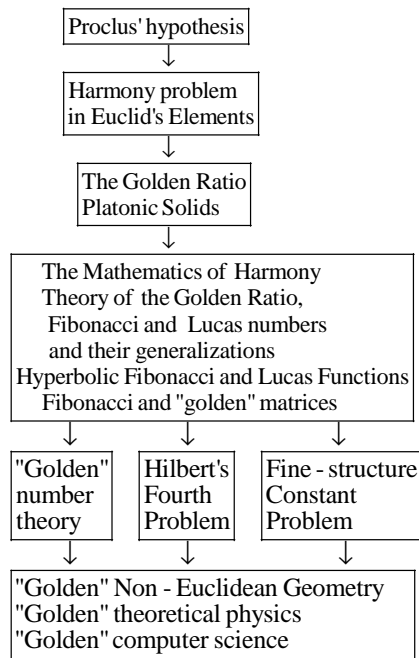 Proclus' hypothesis
Harmony problem
in Euclid's Elements
The Golden Ratio
Platonic Solids
The Mathematics of Harmony
Theory of the Golden Ratio,
Fibonacci and Lucas numbers
and their generalizations
Hyperbolic Fibonacci and Lucas Functions
Fibonacci and "golden" matrices
"Golden"
number
theory
Hilbert's
Fourth
Problem
Fine - structure
Constant
Problem
"Golden" Non - Euclidean Geometry
"Golden" theoretical physics
"Golden" computer science